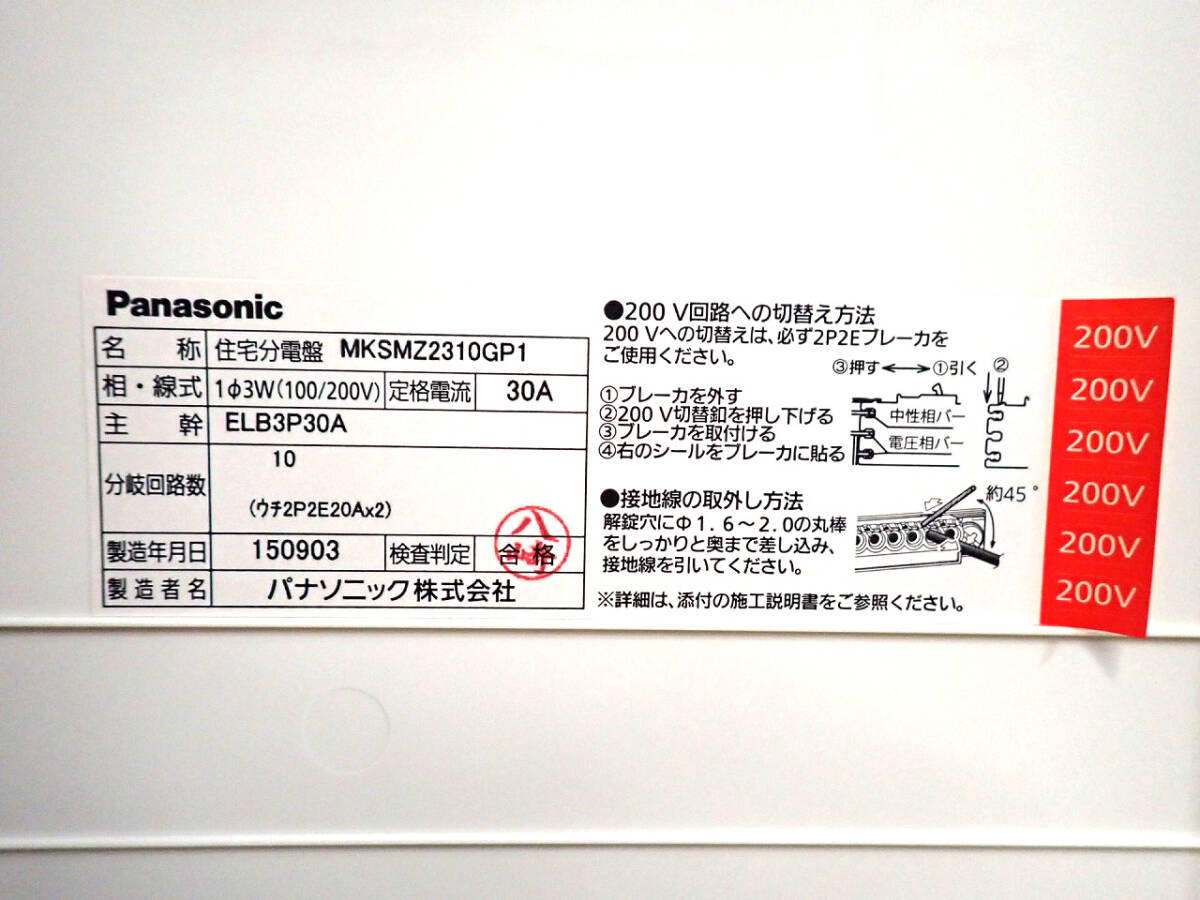 Panasonic
名 称 住宅分電盤 MKSMZ2310GP1
相・線式 1φ3W(100/200V) 定格電流 30A
主 幹 ELB3P30A
分岐回路数 10
(ウチ2P2E20Ax2)
製造年月日 150903 検査判定 合格
製造者名 パナソニック株式会社
●200 V回路への切替え方法
200 Vへの切替えは、必ず2P2Eブレーカを
ご使用ください。
①ブレーカを外す
②200 V切替釦を押し下げる
③ブレーカを取付ける
④右のシールをブレーカに貼る
③押す ①引く ②
中性相バー
電圧相バー
●接地線の取外し方法
解錠穴にΦ1.6～2.0の丸棒
をしっかりと奥まで差し込み、
接地線を引いてください。
約45°
※詳細は、添付の施工説明書をご参照ください。
200V
200V
200V
200V
200V
200V